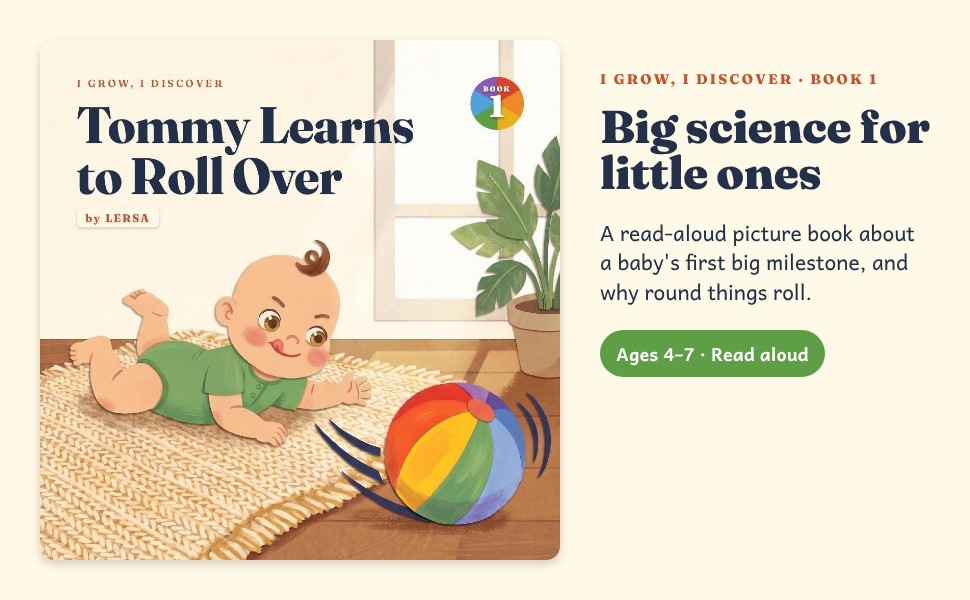 I GROW, I DISCOVER
Tommy Learns
to Roll Over
by LERSA
BOOK
1
I GROW, I DISCOVER · BOOK 1
Big science for
little ones
A read-aloud picture book about
a baby's first big milestone, and
why round things roll.
Ages 4–7 · Read aloud